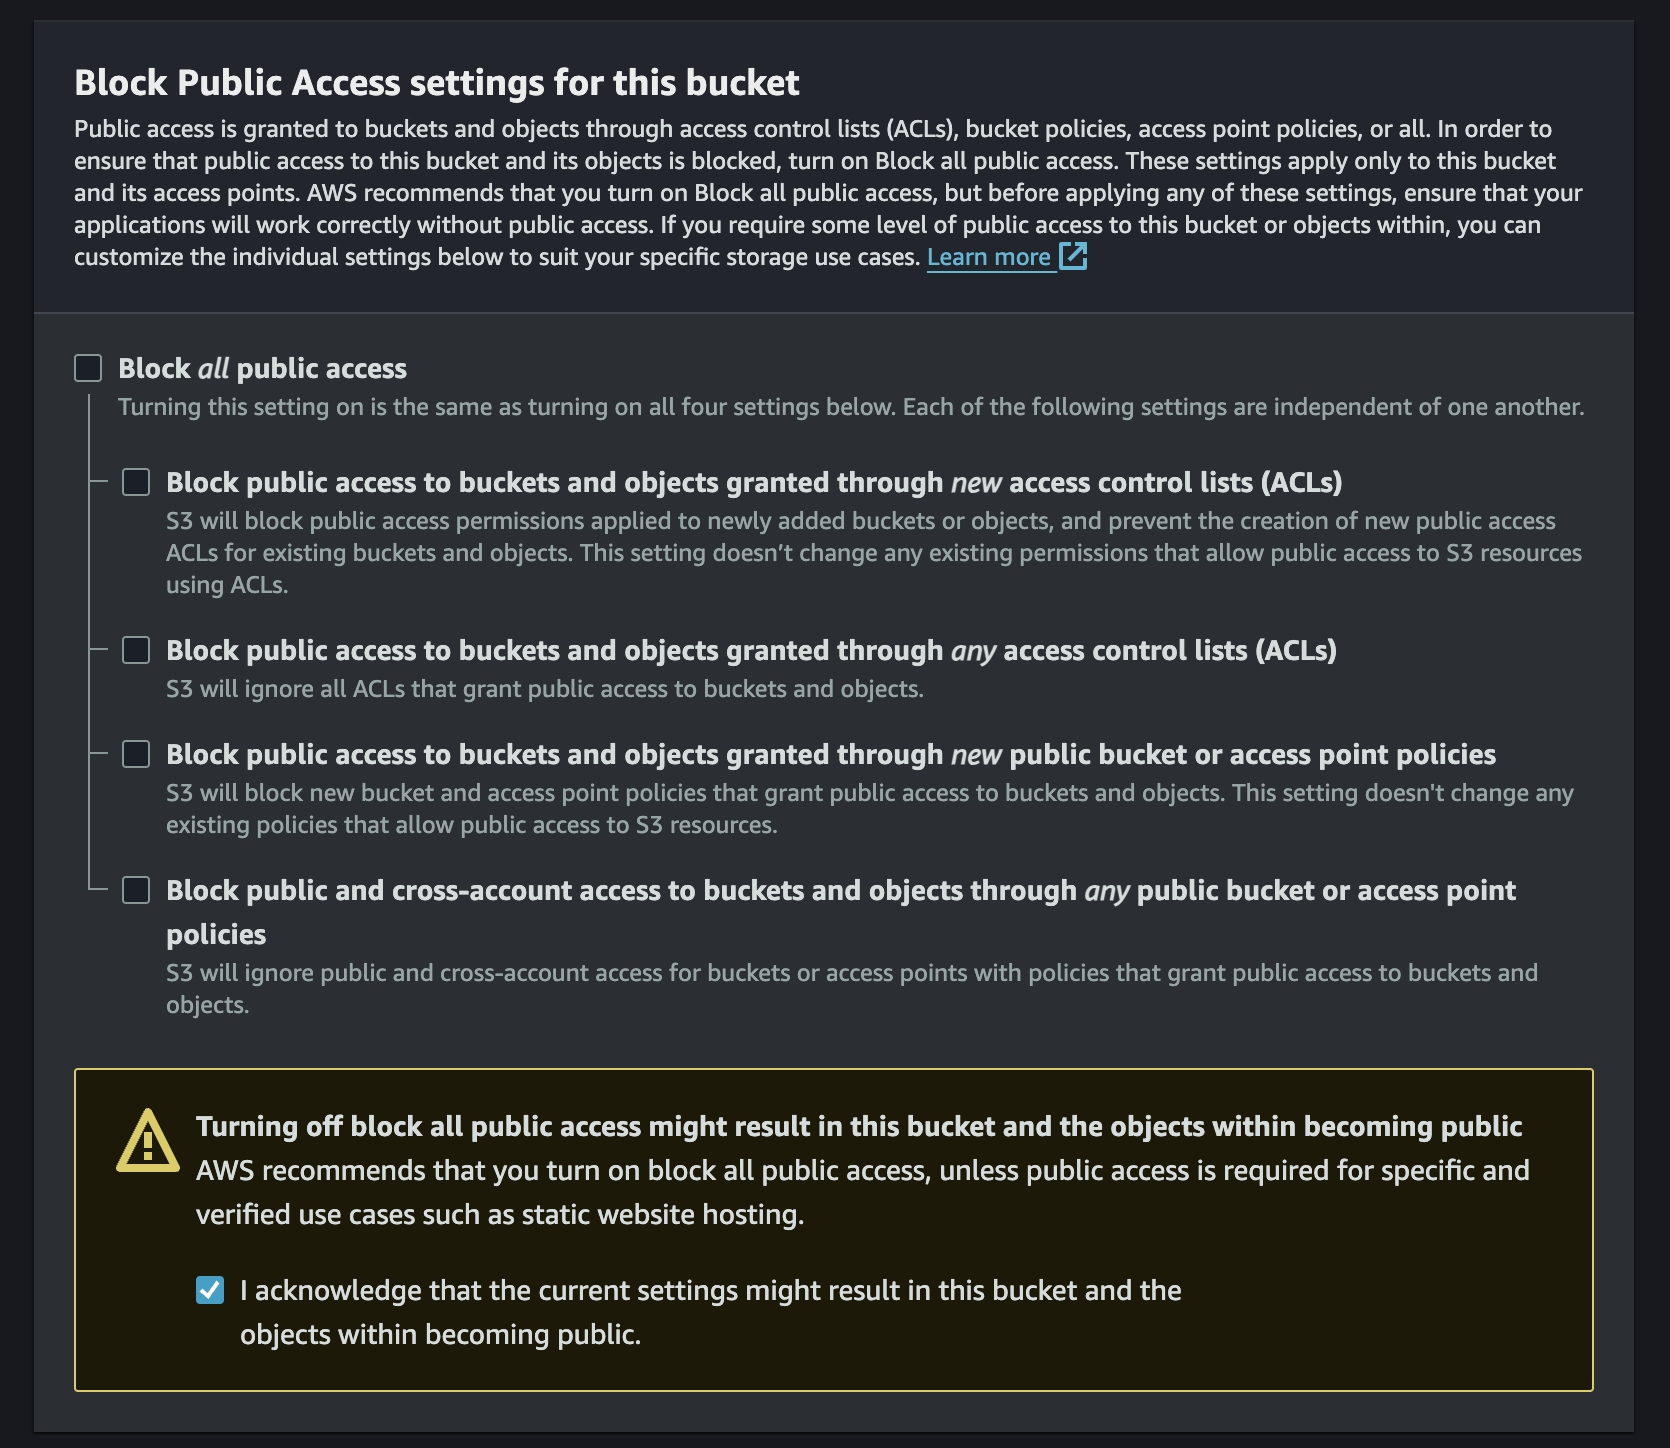 Block Public Access settings for this bucket
Public access is granted to buckets and objects through access control lists (ACLs), bucket policies, access point policies, or all. In order to
ensure that public access to this bucket and its objects is blocked, turn on Block all public access. These settings apply only to this bucket
and its access points. AWS recommends that you turn on Block all public access, but before applying any of these settings, ensure that your
applications will work correctly without public access. If you require some level of public access to this bucket or objects within, you can
customize the individual settings below to suit your specific storage use cases. Learn more
Block all public access
Turning this setting on is the same as turning on all four settings below. Each of the following settings are independent of one another.
Block public access to buckets and objects granted through new access control lists (ACLs)
S3 will block public access permissions applied to newly added buckets or objects, and prevent the creation of new public access
ACLs for existing buckets and objects. This setting doesn’t change any existing permissions that allow public access to S3 resources
using ACLs.
Block public access to buckets and objects granted through any access control lists (ACLs)
S3 will ignore all ACLs that grant public access to buckets and objects.
Block public access to buckets and objects granted through new public bucket or access point policies
S3 will block new bucket and access point policies that grant public access to buckets and objects. This setting doesn't change any
existing policies that allow public access to S3 resources.
Block public and cross-account access to buckets and objects through any public bucket or access point
policies
S3 will ignore public and cross-account access for buckets or access points with policies that grant public access to buckets and
objects.
Turning off block all public access might result in this bucket and the objects within becoming public
AWS recommends that you turn on block all public access, unless public access is required for specific and
verified use cases such as static website hosting.
I acknowledge that the current settings might result in this bucket and the
objects within becoming public.